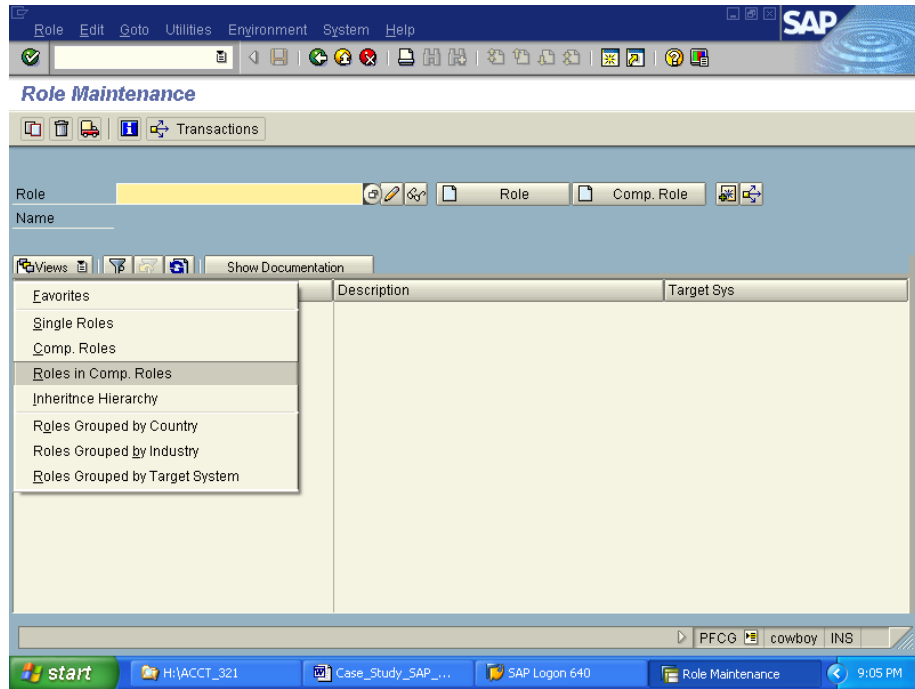 Role Edit Goto Utilities Environment System Help
SAP
Role Maintenance
Transactions
Role Role Comp. Role
Name
Views Show Documentation
Description Target Sys
Favorites
Single Roles
Comp. Roles
Roles in Comp. Roles
Inheritnce Hierarchy
Roles Grouped by Country
Roles Grouped by Industry
Roles Grouped by Target System
PFCG cowboy INS
start H:\ACCT_321 Case_Study_SAP_... SAP Logon 640 Role Maintenance 9:05 PM